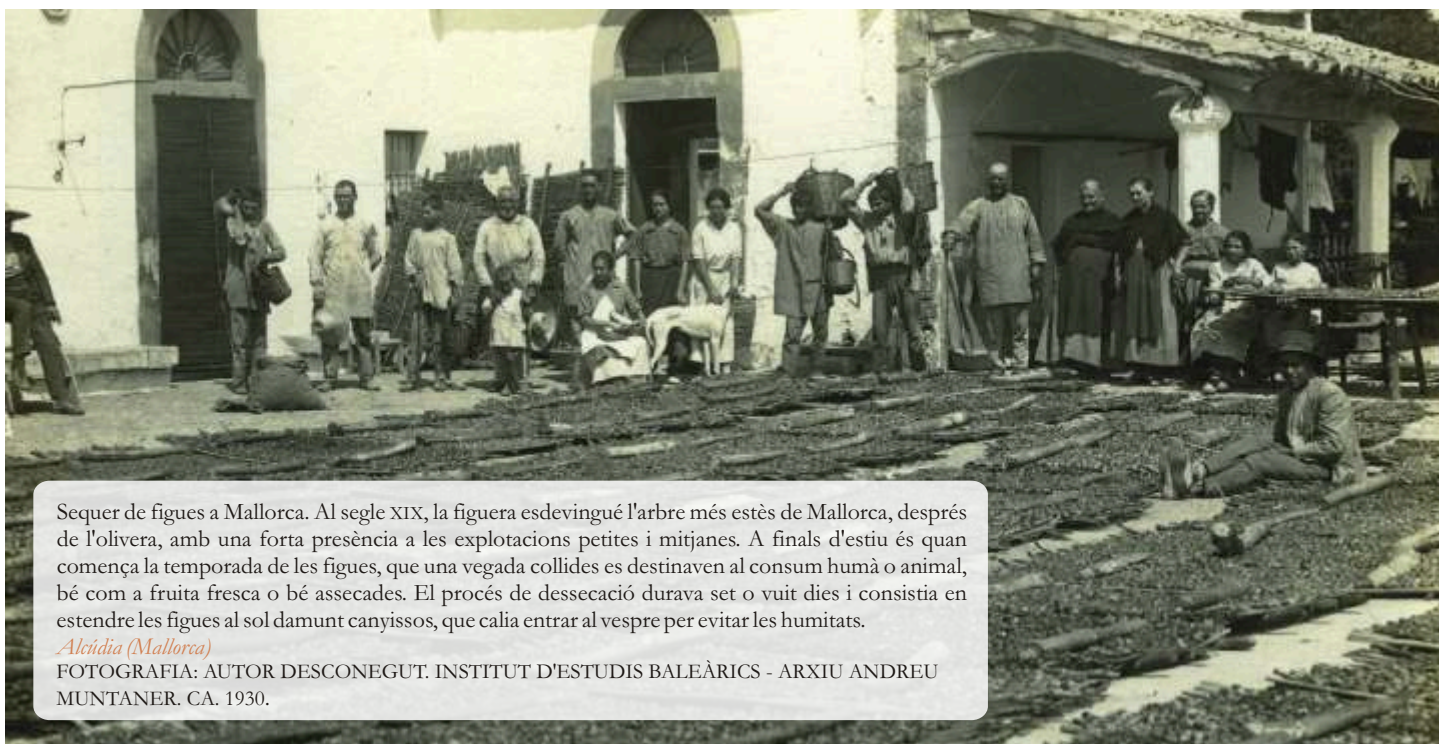 Sequer de figues a Mallorca. Al segle XIX, la figuera esdevingué l'arbre més estès de Mallorca, després
de l'olivera, amb una forta presència a les explotacions petites i mitjanes. A finals d'estiu és quan
comença la temporada de les figues, que una vegada collides es destinaven al consum humà o animal,
bé com a fruita fresca o bé assecades. El procés de dessecació durava set o vuit dies i consistia en
estendre les figues al sol damunt canyissos, que calia entrar al vespre per evitar les humitats.
Alcúdia (Mallorca)
FOTOGRAFIA: AUTOR DESCONEGUT. INSTITUT D'ESTUDIS BALEÀRICS - ARXIU ANDREU
MUNTANER. CA. 1930.